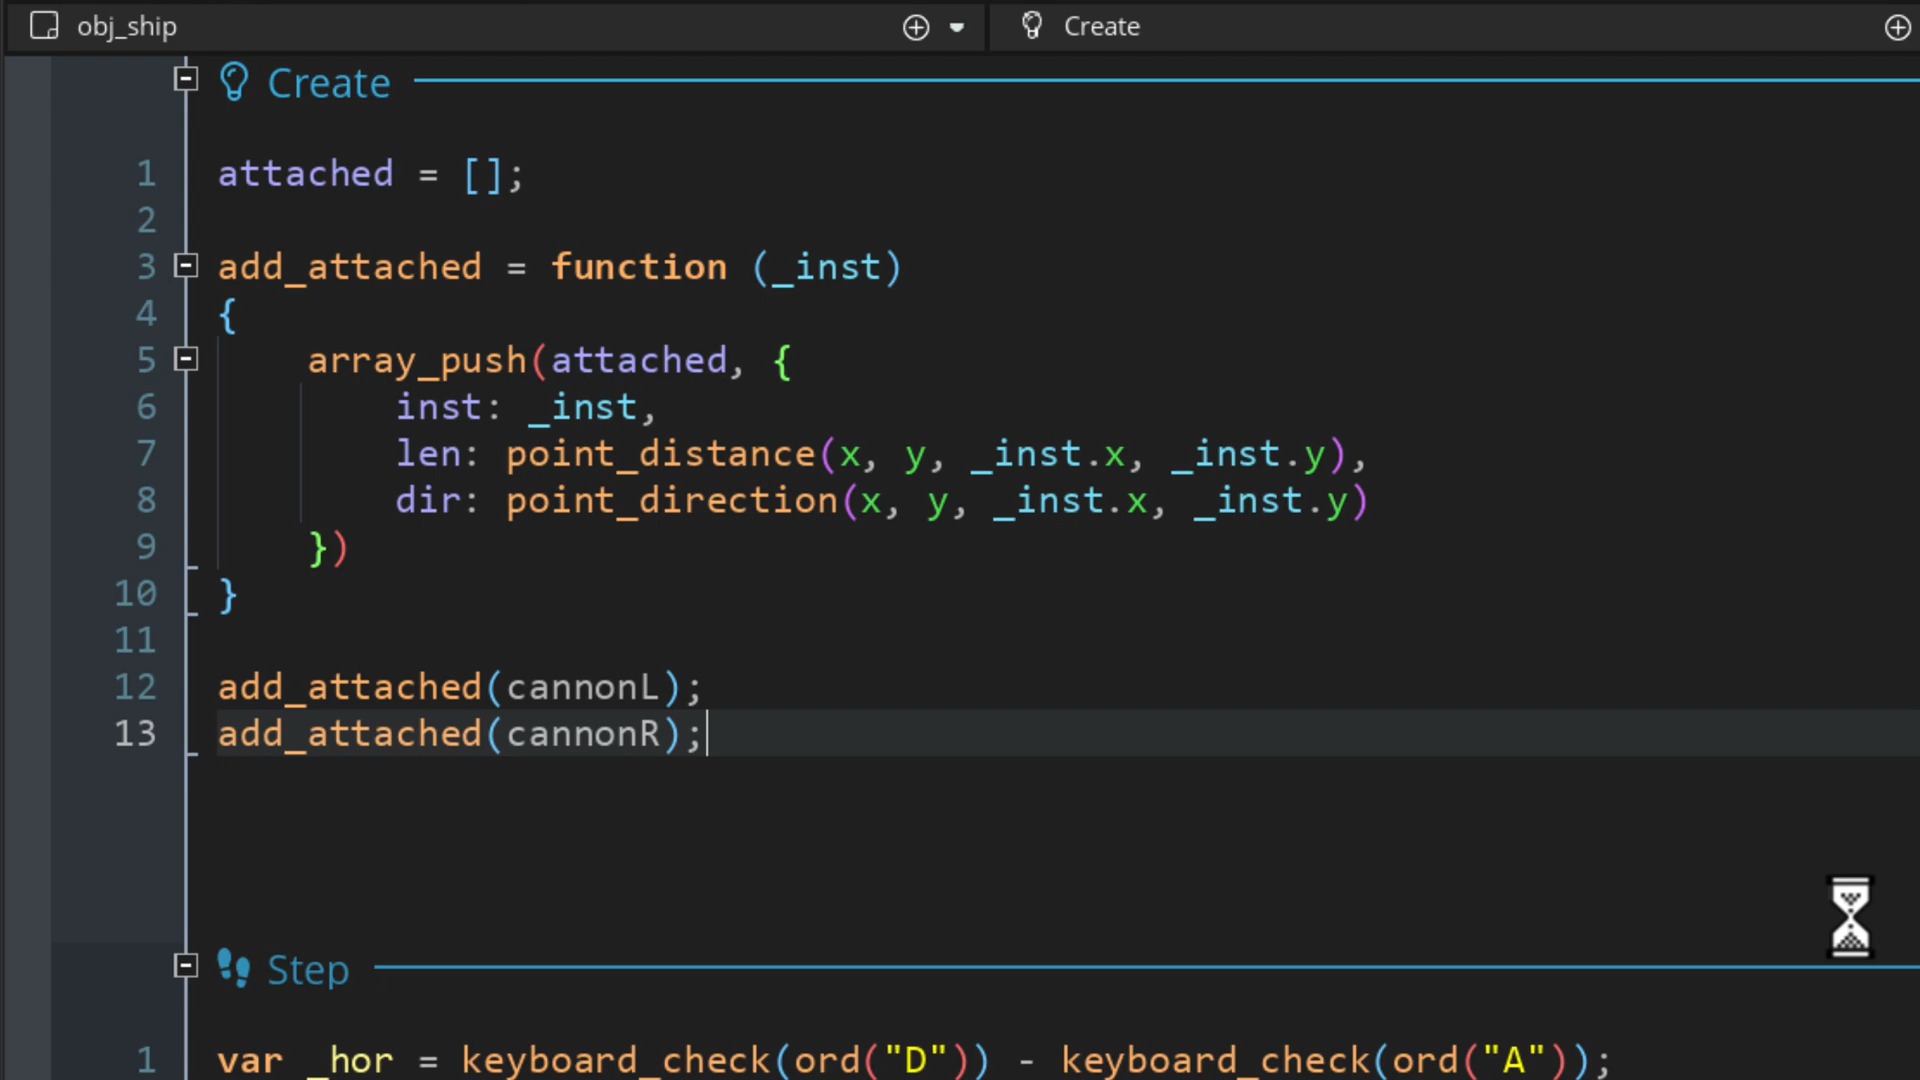 obj_ship
Create
Create
1 attached = [];
2
3 add_attached = function (_inst)
4 {
5 array_push(attached, {
6 inst: _inst,
7 len: point_distance(x, y, _inst.x, _inst.y),
8 dir: point_direction(x, y, _inst.x, _inst.y)
9 })
10 }
11
12 add_attached(cannonL);
13 add_attached(cannonR);
Step
1 var _hor = keyboard_check(ord("D")) - keyboard_check(ord("A"));